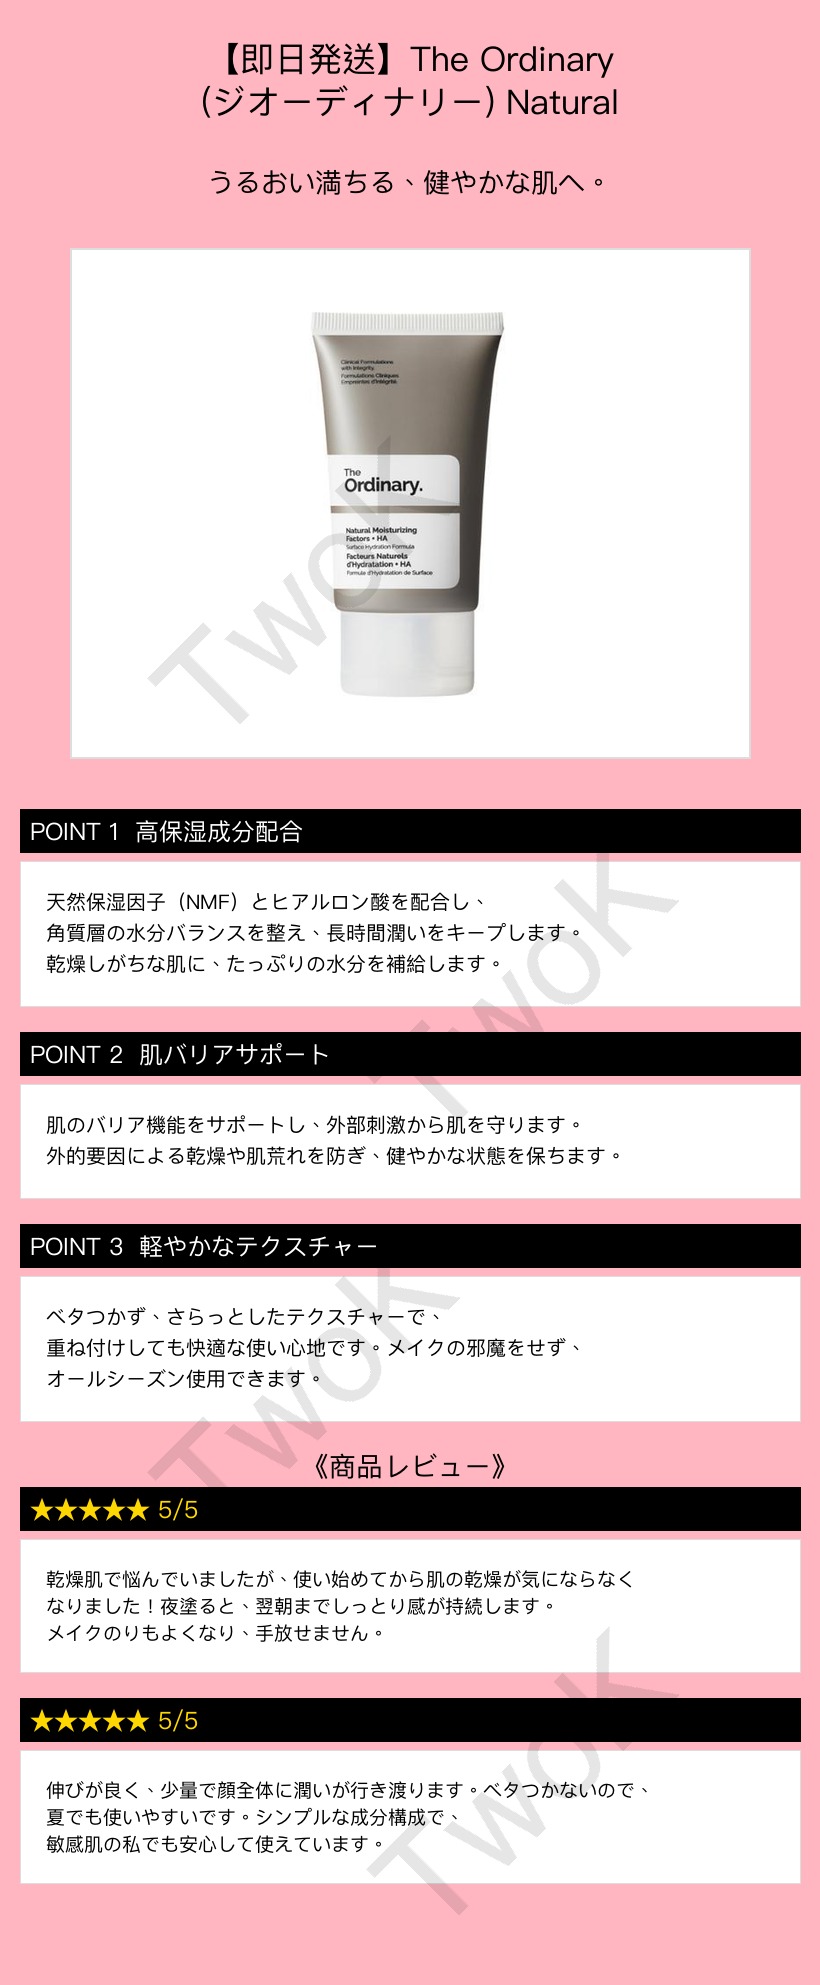 【即日発送】The Ordinary
(ジオーディナリー) Natural
うるおい満ちる、健やかな肌へ。
Clinical Formulations
with Integrity.
Formulations Cliniques
Empreintes d'Intégrité.
The
Ordinary.
Natural Moisturizing
Factors + HA
Surface Hydration Formula
Facteurs Naturels
d'Hydratation + HA
Formule d'Hydratation de Surface
TwoK
POINT 1 高保湿成分配合
天然保湿因子（NMF）とヒアルロン酸を配合し、
角質層の水分バランスを整え、長時間潤いをキープします。
乾燥しがちな肌に、たっぷりの水分を補給します。
TwoK
POINT 2 肌バリアサポート
肌のバリア機能をサポートし、外部刺激から肌を守ります。
外的要因による乾燥や肌荒れを防ぎ、健やかな状態を保ちます。
POINT 3 軽やかなテクスチャー
ベタつかず、さらっとしたテクスチャーで、
重ね付けしても快適な使い心地です。メイクの邪魔をせず、
オールシーズン使用できます。
TwoK
《商品レビュー》
★★★★★ 5/5
乾燥肌で悩んでいましたが、使い始めてから肌の乾燥が気にならなく
なりました！夜塗ると、翌朝までしっとり感が持続します。
メイクのりもよくなり、手放せません。
★★★★★ 5/5
伸びが良く、少量で顔全体に潤いが行き渡ります。ベタつかないので、
夏でも使いやすいです。シンプルな成分構成で、
敏感肌の私でも安心して使えています。
TwoK